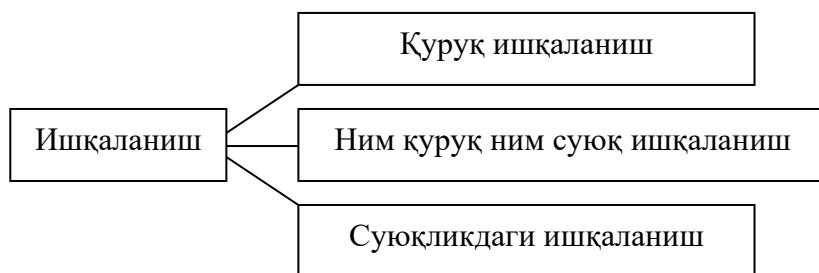 Қуруқ ишқаланиш
Ишқаланиш
Ним қуруқ ним суюқ ишқаланиш
Суюқликдаги ишқаланиш